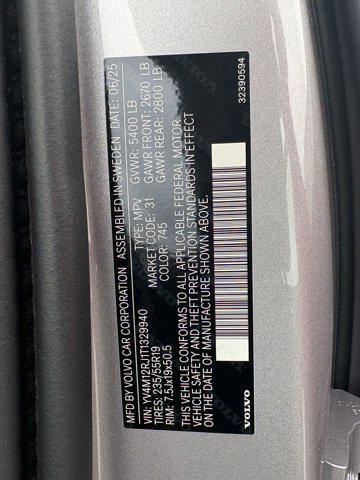 MFD BY VOLVO CAR CORPORATION ASSEMBLED IN SWEDEN DATE: 06/25
VIN: YV4M12RJ1T1329940 TYPE: MPV GVWR: 5400 LB
TIRES: 235/55R19 MARKET CODE: 31 GAWR FRONT: 2670 LB
RIM: 7.5Jx19x50.5 COLOR: 745 GAWR REAR: 2800 LB
THIS VEHICLE CONFORMS TO ALL APPLICABLE FEDERAL MOTOR
VEHICLE SAFETY AND THEFT PREVENTION STANDARDS IN EFFECT
ON THE DATE OF MANUFACTURE SHOWN ABOVE.
VOLVO 32390594